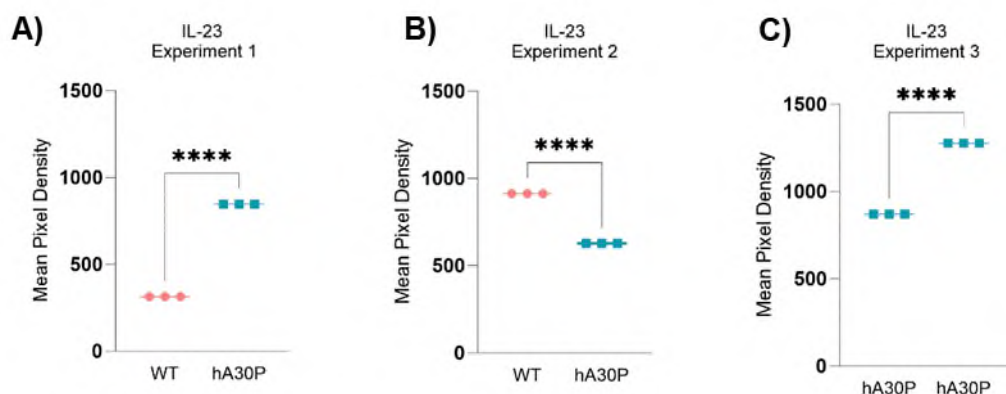 A)
IL-23
Experiment 1
Mean Pixel Density
1500
1000
500
0
****
WT hA30P
B)
IL-23
Experiment 2
Mean Pixel Density
1500
1000
500
0
****
WT hA30P
C)
IL-23
Experiment 3
Mean Pixel Density
1500
1000
500
0
****
hA30P hA30P